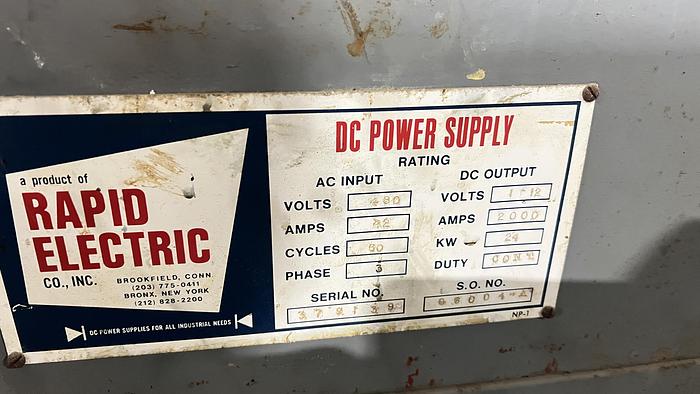 a product of
RAPID
ELECTRIC
CO., INC.
BROOKFIELD, CONN.
(203) 775-0411
BRONX, NEW YORK
(212) 828-2200
DC POWER SUPPLIES FOR ALL INDUSTRIAL NEEDS
DC POWER SUPPLY
RATING
AC INPUT
VOLTS 480
AMPS
CYCLES 60
PHASE 3
SERIAL NO.
DC OUTPUT
VOLTS 1-12
AMPS 2000
KW 24
DUTY CONT
S.O. NO.
NP-1